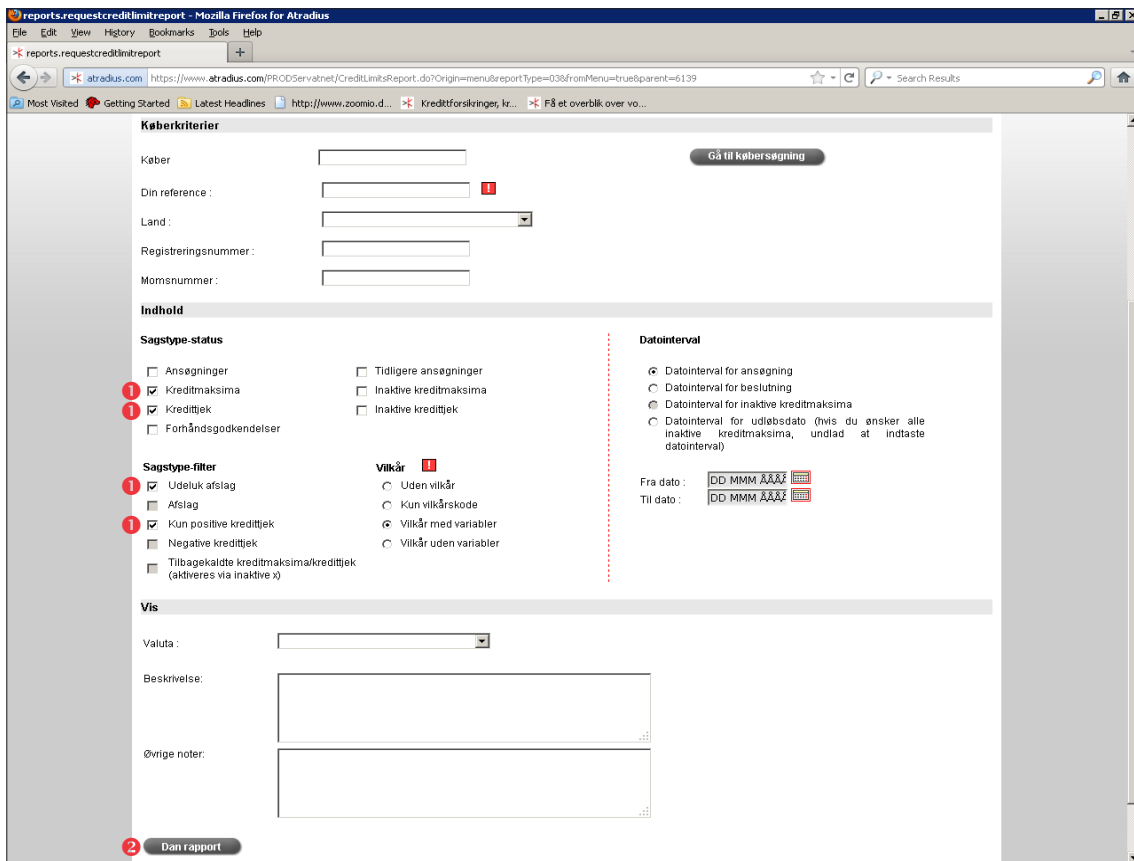 reports.requestcreditlimitreport - Mozilla Firefox for Atradius
File Edit View History Bookmarks Tools Help
reports.requestcreditlimitreport +
atradius.com https://www.atradius.com/PRODServatnet/CreditLimitsReport.do?Origin=menu&reportType=03&fromMenu=true&parent=6139 Search Results
Most Visited Getting Started Latest Headlines http://www.zoomio.d... Kredittforsikringer, kr... Få et overblik over vo...
Køberkriterier
Køber Gå til købersøgning
Din reference : !
Land :
Registreringsnummer :
Momsnummer :
Indhold
Sagstype-status
Ansøgninger Tidligere ansøgninger
1 Kreditmaksima Inaktive kreditmaksima
1 Kredittjek Inaktive kredittjek
Forhåndsgodkendelser
Sagstype-filter Vilkår !
1 Udeluk afslag Uden vilkår
Afslag Kun vilkårskode
1 Kun positive kredittjek Vilkår med variabler
Negative kredittjek Vilkår uden variabler
Tilbagekaldte kreditmaksima/kredittjek
(aktiveres via inaktive x)
Datointerval
Datointerval for ansøgning
Datointerval for beslutning
Datointerval for inaktive kreditmaksima
Datointerval for udløbsdato (hvis du ønsker alle
inaktive kreditmaksima, undlad at indtaste
datointerval)
Fra dato : DD MMM ÅÅÅ
Til dato : DD MMM ÅÅÅ
Vis
Valuta :
Beskrivelse:
Øvrige noter:
2 Dan rapport